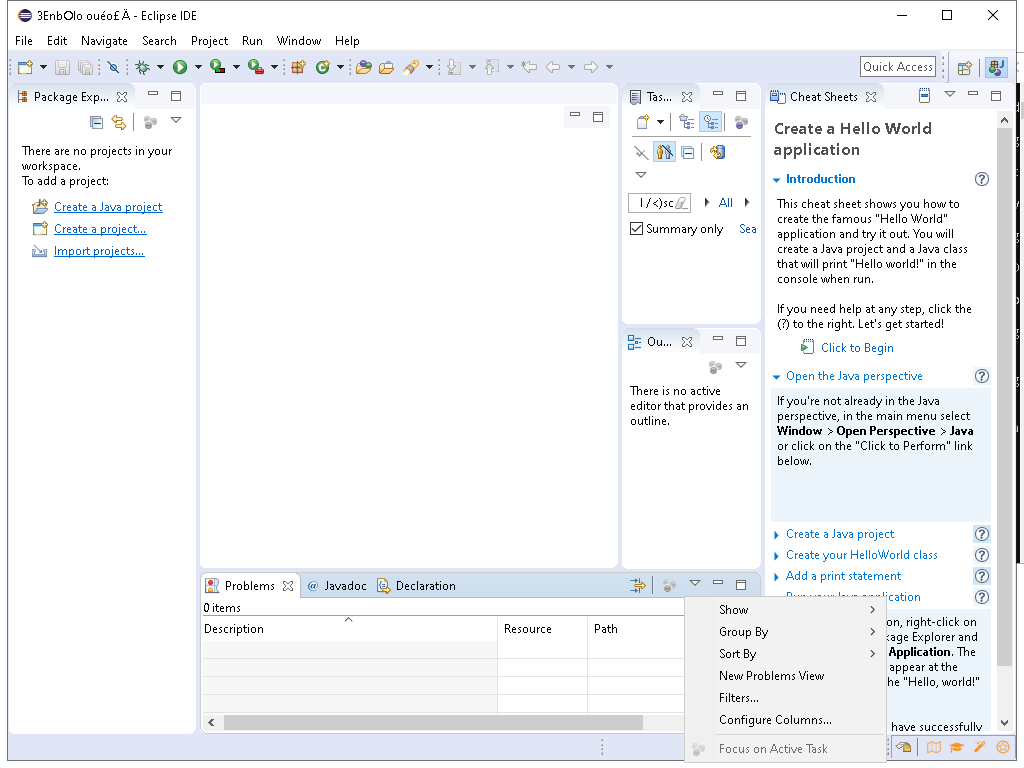 3EnbOlo ouéo£Ä - Eclipse IDE
File Edit Navigate Search Project Run Window Help
Quick Access
Package Exp...
There are no projects in your
workspace.
To add a project:
Create a Java project
Create a project...
Import projects...
Tas...
I/<)sc
All
Summary only Sea
Ou...
There is no active
editor that provides an
outline.
Cheat Sheets
Create a Hello World
application
Introduction
This cheat sheet shows you how to
create the famous "Hello World"
application and try it out. You will
create a Java project and a Java class
that will print "Hello world!" in the
console when run.
If you need help at any step, click the
(?) to the right. Let's get started!
Click to Begin
Open the Java perspective
If you're not already in the Java
perspective, in the main menu select
Window > Open Perspective > Java
or click on the "Click to Perform" link
below.
Create a Java project
Create your HelloWorld class
Add a print statement
Run your Java application
on, right-click on
kage Explorer and
Application. The
appear at the
he "Hello, world!"
have successfully
Problems @ Javadoc Declaration
0 items
Description Resource Path
Show
Group By
Sort By
New Problems View
Filters...
Configure Columns...
Focus on Active Task